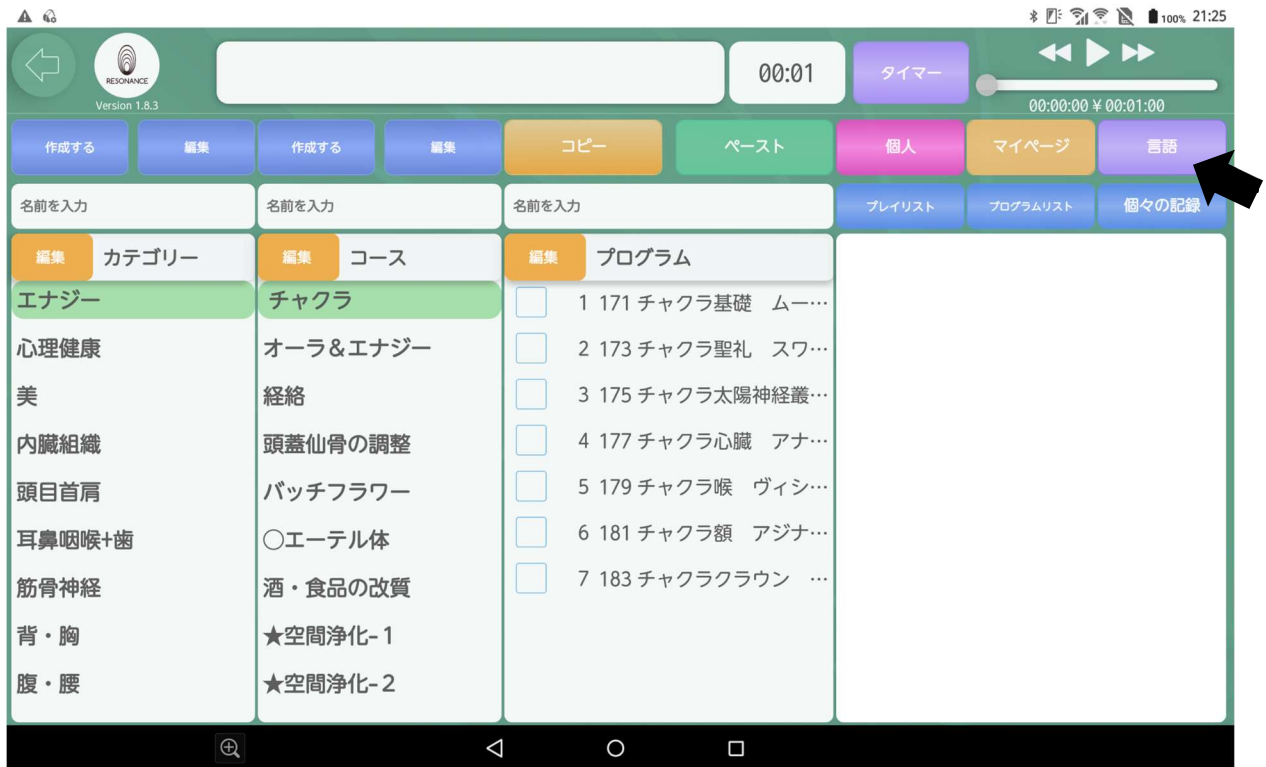 100% 21:25
RESONANCE
Version 1.8.3
00:01
タイマー
00:00:00 ¥ 00:01:00
作成する 編集 作成する 編集 コピー ペースト 個人 マイページ 言語
名前を入力 名前を入力 名前を入力 プレイリスト プログラムリスト 個々の記録
編集 カテゴリー
エナジー
心理健康
美
内臓組織
頭目首肩
耳鼻咽喉+歯
筋骨神経
背・胸
腹・腰
編集 コース
チャクラ
オーラ&エナジー
経絡
頭蓋仙骨の調整
バッチフラワー
○エーテル体
酒・食品の改質
★空間浄化-1
★空間浄化-2
編集 プログラム
1 171 チャクラ基礎 ムー…
2 173 チャクラ聖礼 スワ…
3 175 チャクラ太陽神経叢…
4 177 チャクラ心臓 アナ…
5 179 チャクラ喉 ヴィシ…
6 181 チャクラ額 アジナ…
7 183 チャクラクラウン …